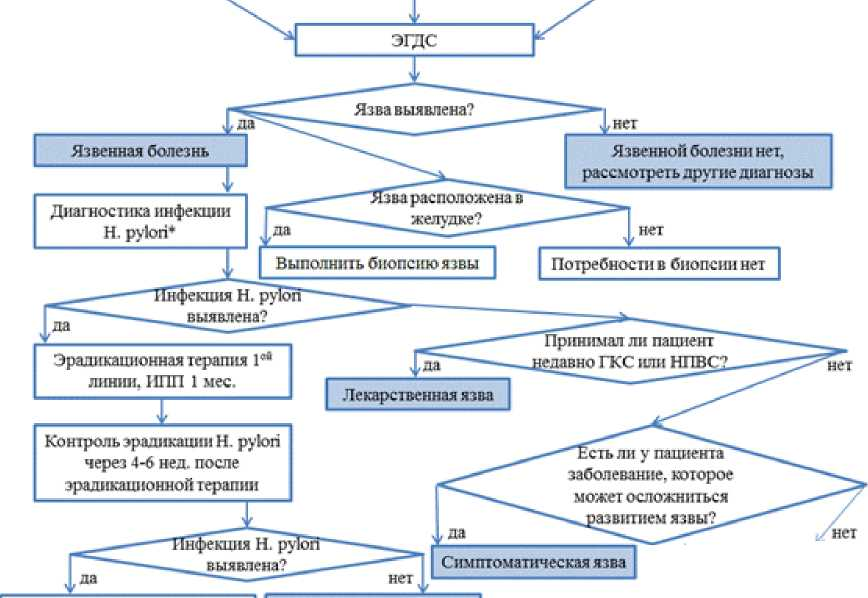 ЭГДС
Язва выявлена?
да
нет
Язвенная болезнь
Язвенной болезни нет,
рассмотреть другие диагнозы
Диагностика инфекции
H. pylori*
Язва расположена в
желудке?
да
нет
Выполнить биопсию язвы
Потребности в биопсии нет
Инфекция H. pylori
выявлена?
да
Принимал ли пациент
недавно ГКС или НПВС?
да
нет
Эрадикационная терапия 1ой
линии, ИПП 1 мес.
Лекарственная язва
Контроль эрадикации H. pylori
через 4-6 нед. после
эрадикационной терапии
Есть ли у пациента
заболевание, которое
может осложниться
развитием язвы?
да
нет
Симптоматическая язва
Инфекция H. pylori
выявлена?
да
нет